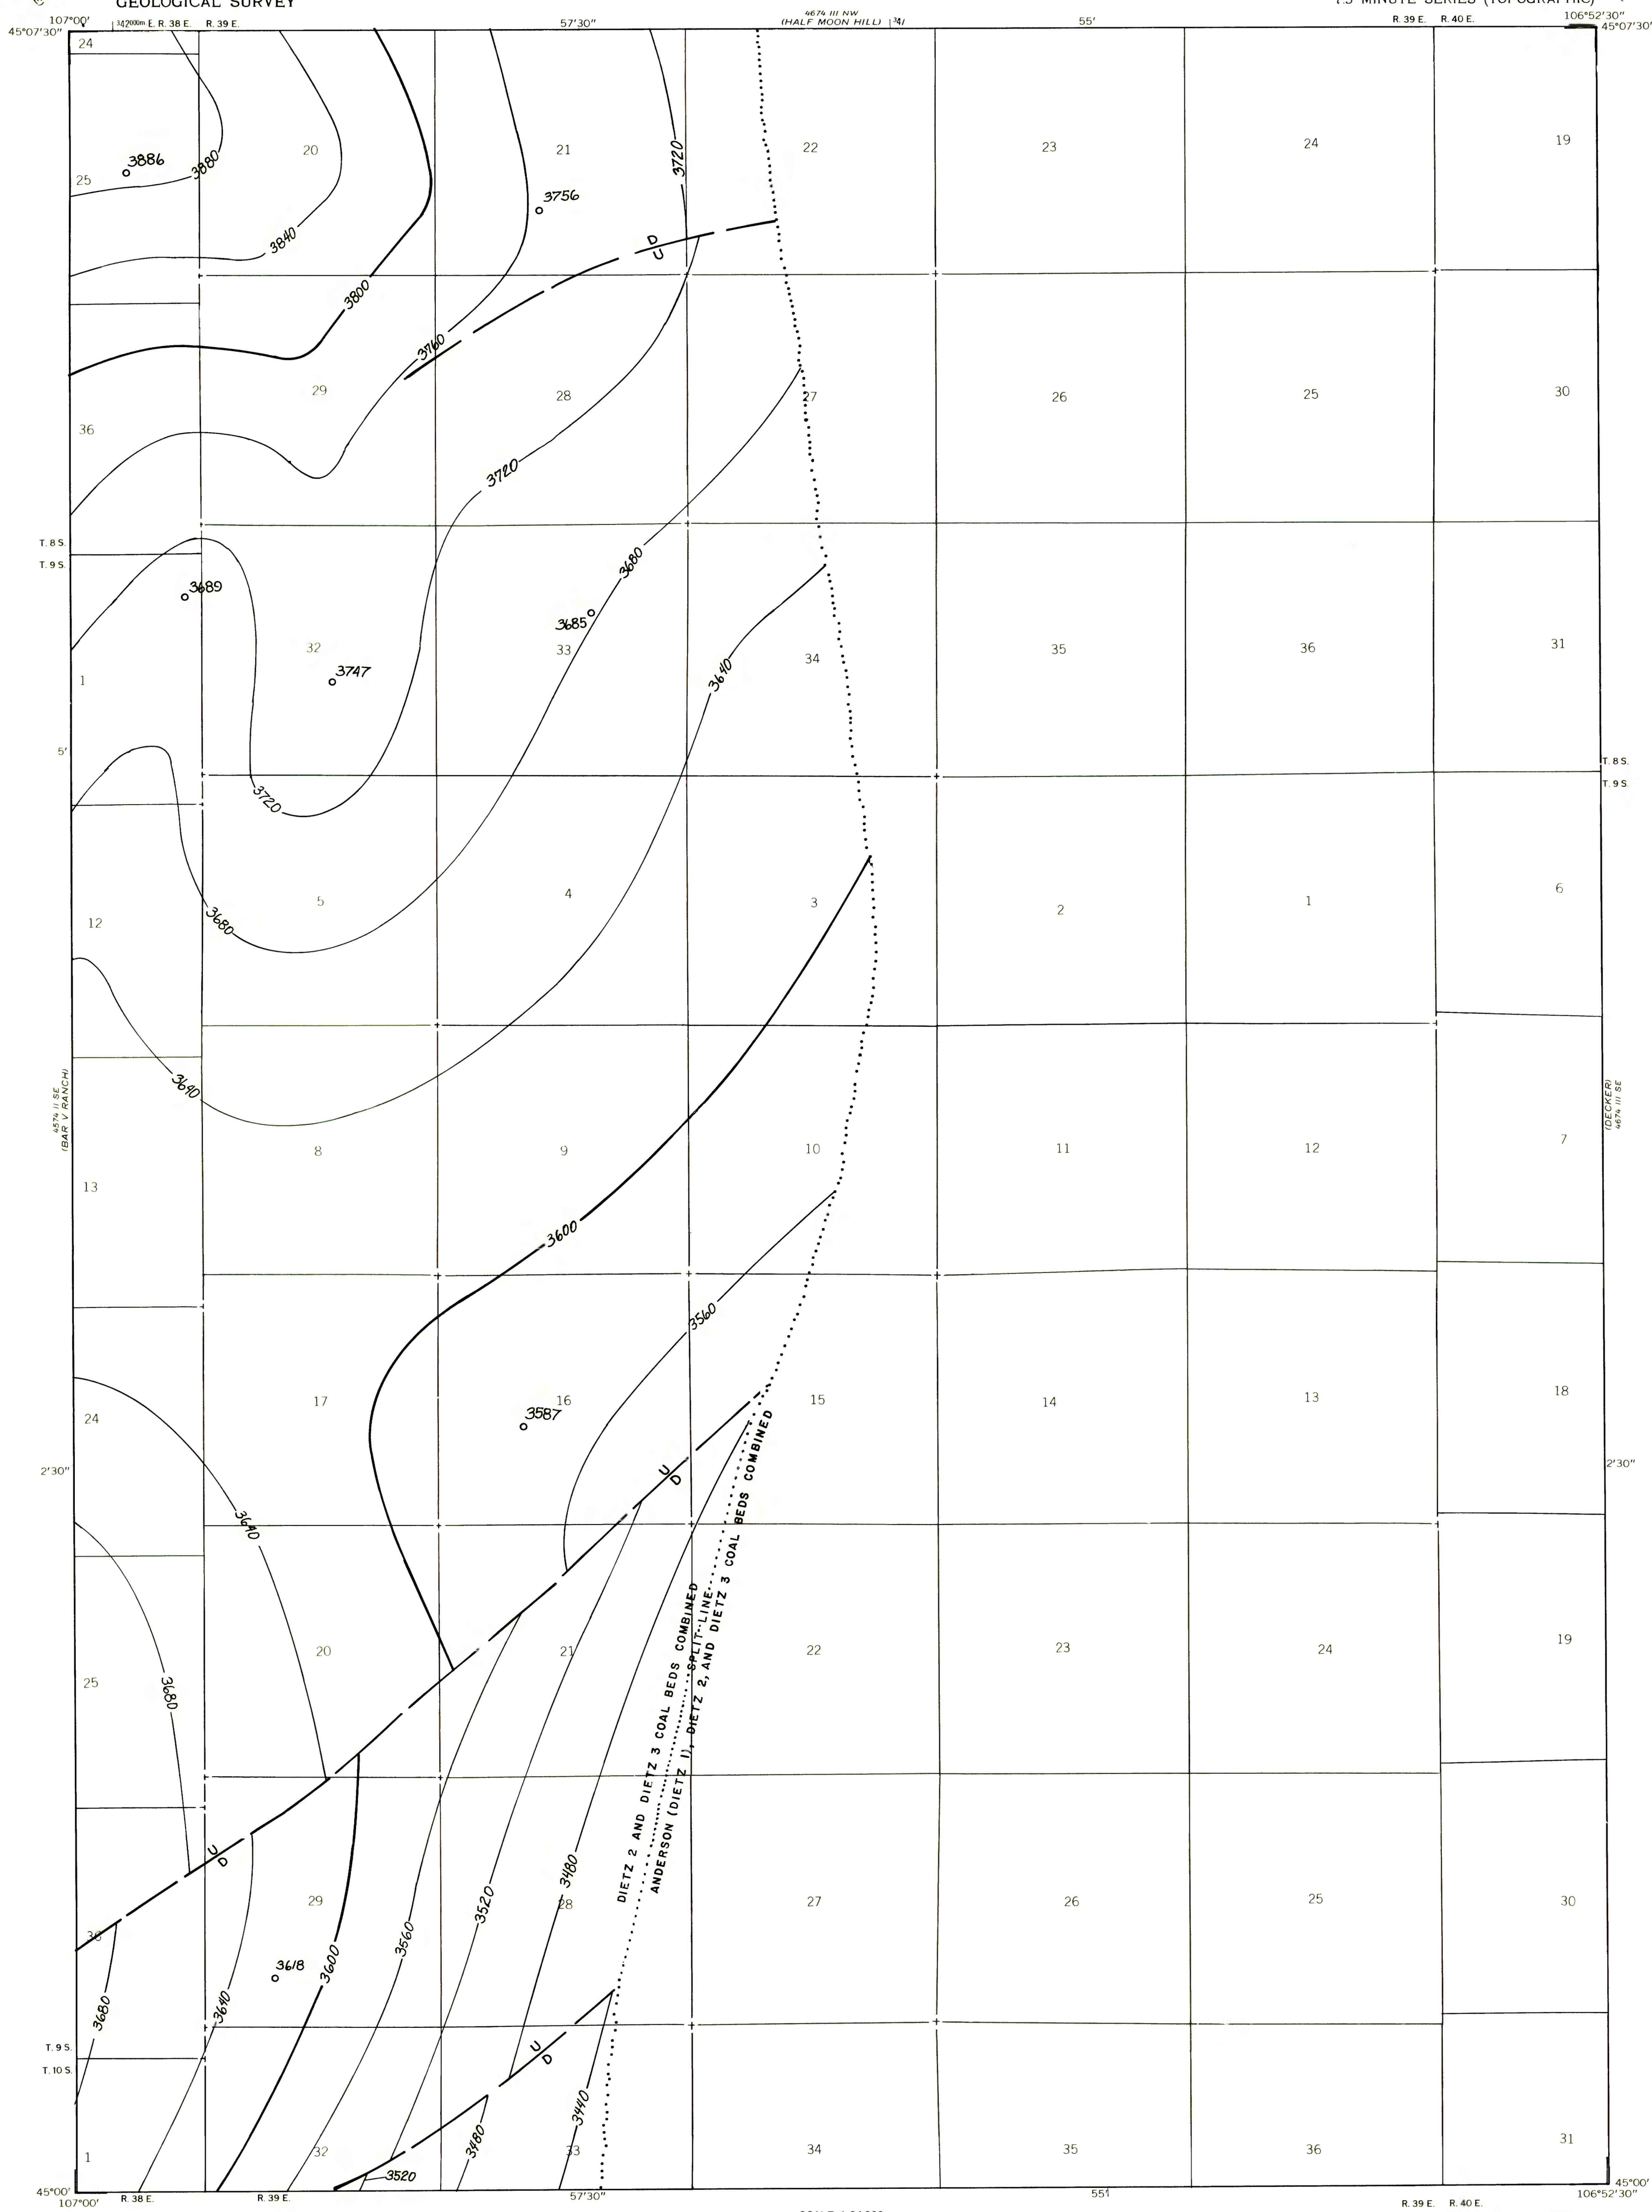 GEOLOGICAL SURVEY
7.5 MINUTE SERIES (TOPOGRAPHIC)
107°00' 342000m E. R. 38 E. R. 39 E. 57'30" 4674 III NW (HALF MOON HILL) 341 55' R. 39 E. R. 40 E. 106°52'30"
45°07'30" 45°07'30"
24
20 21 22 23 24 19
25
3886
3880
3720
3756
3840
D
U
3800
3760
29 28 27 26 25 30
36
3720
3680
T. 8 S.
T. 9 S.
3689
3685
32 33 34 35 36 31
3747
3640
1
5'
T. 8 S.
T. 9 S.
3720
5 4 3 2 1 6
12
3680
3640
4574 II SE
(BAR V RANCH)
(DECKER)
4674 III SE
8 9 10 11 12 7
13
3600
3560
17 16 15 14 13 18
24
3587
2'30" 2'30"
U
D
3640
20 21 22 23 24 19
25
3680
DIETZ 2 AND DIETZ 3 COAL BEDS COMBINED
SPLIT LINE
ANDERSON (DIETZ 1), DIETZ 2, AND DIETZ 3 COAL BEDS COMBINED
U
D
3480
29 28 27 26 25 30
3520
36
3560
3618
3600
3680
3640
T. 9 S.
T. 10 S.
U
D
3440
3480
1
32 33 34 35 36 31
3520
45°00' 45°00'
107°00' R. 38 E. R. 39 E. 57'30" 55' R. 39 E. R. 40 E. 106°52'30"